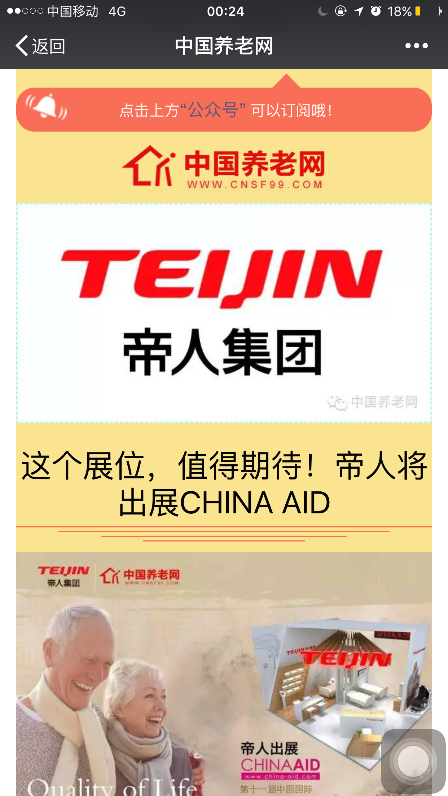 中国移动 4G 00:24 18%
返回 中国养老网
点击上方“公众号” 可以订阅哦！
中国养老网
WWW.CNSF99.COM
TEIJIN
帝人集团
中国养老网
这个展位，值得期待！帝人将
出展CHINA AID
TEIJIN 中国养老网
帝人集团 WWW.CNSF99.COM
TEIJIN TEIJIN
帝人出展
CHINAAID
www.china-aid.com
第十一届中国国际
Quality of Life